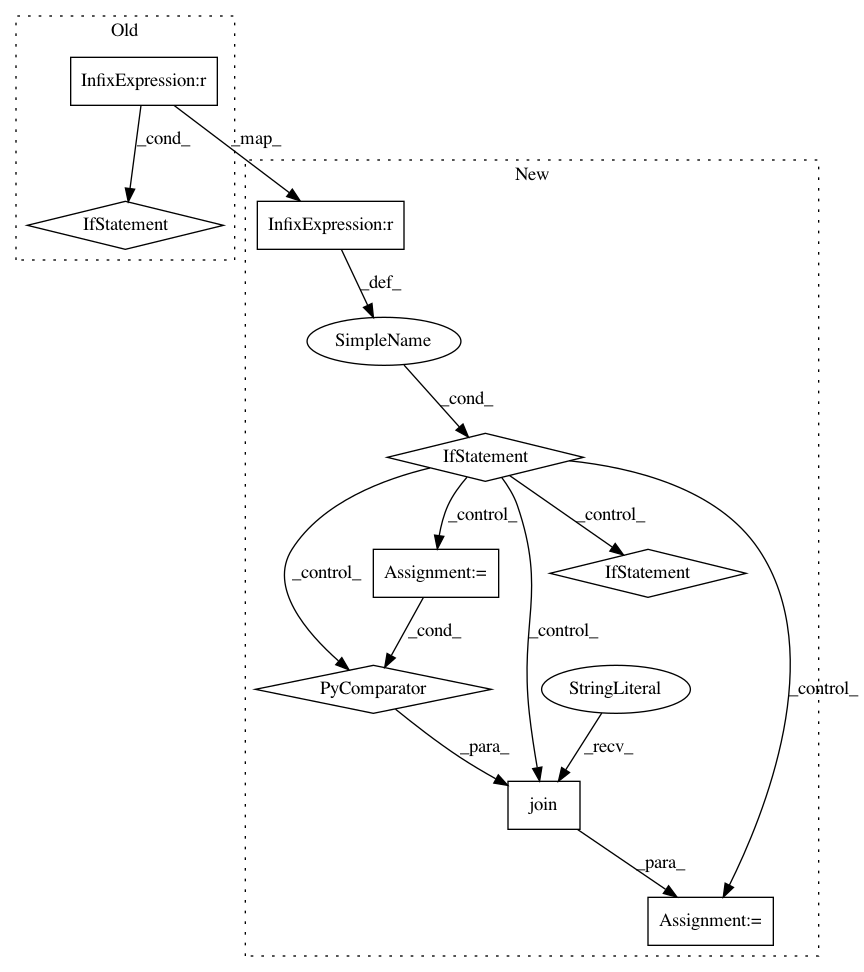 Old
InfixExpression:r
_cond_
_map_
New
IfStatement
InfixExpression:r
_def_
SimpleName
_cond_
IfStatement
_control_
_control_
Assignment:=
IfStatement
_control_
_cond_
_control_
PyComparator
StringLiteral
_control_
_para_
_recv_
join
_para_
Assignment:=